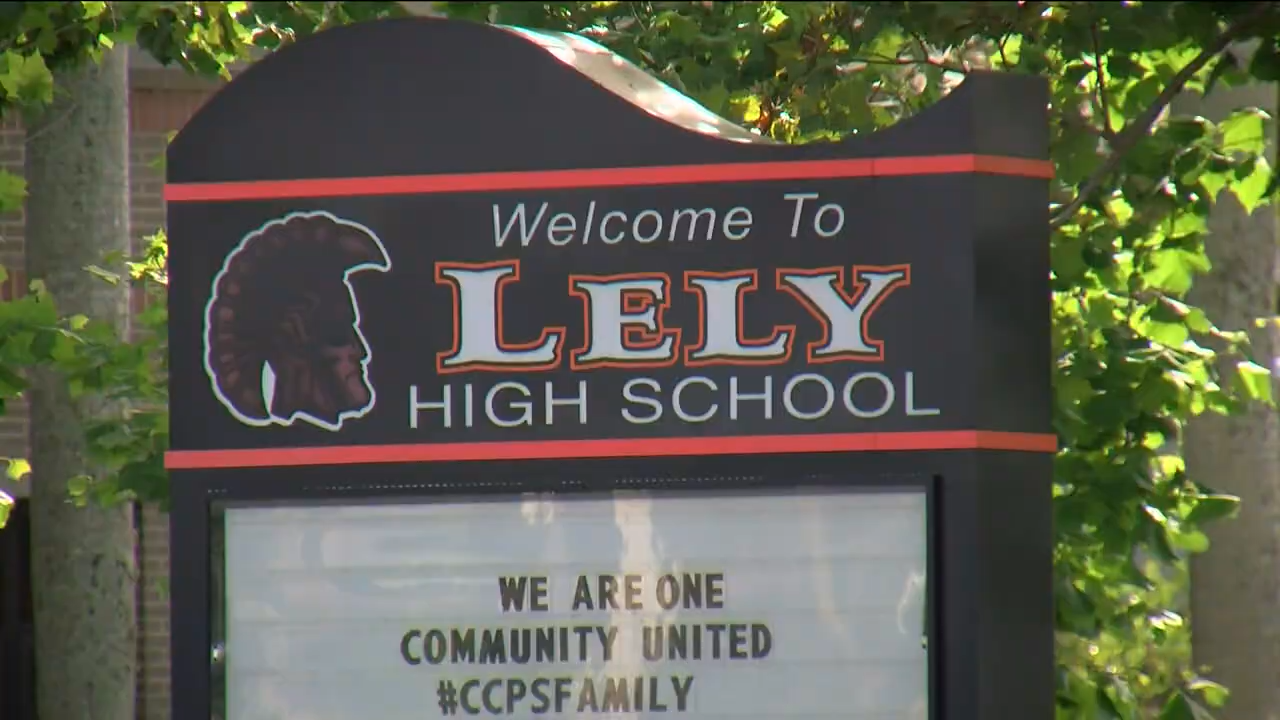 Welcome To
LELY
HIGH SCHOOL
WE ARE ONE
COMMUNITY UNITED
#CCPSFAMILY